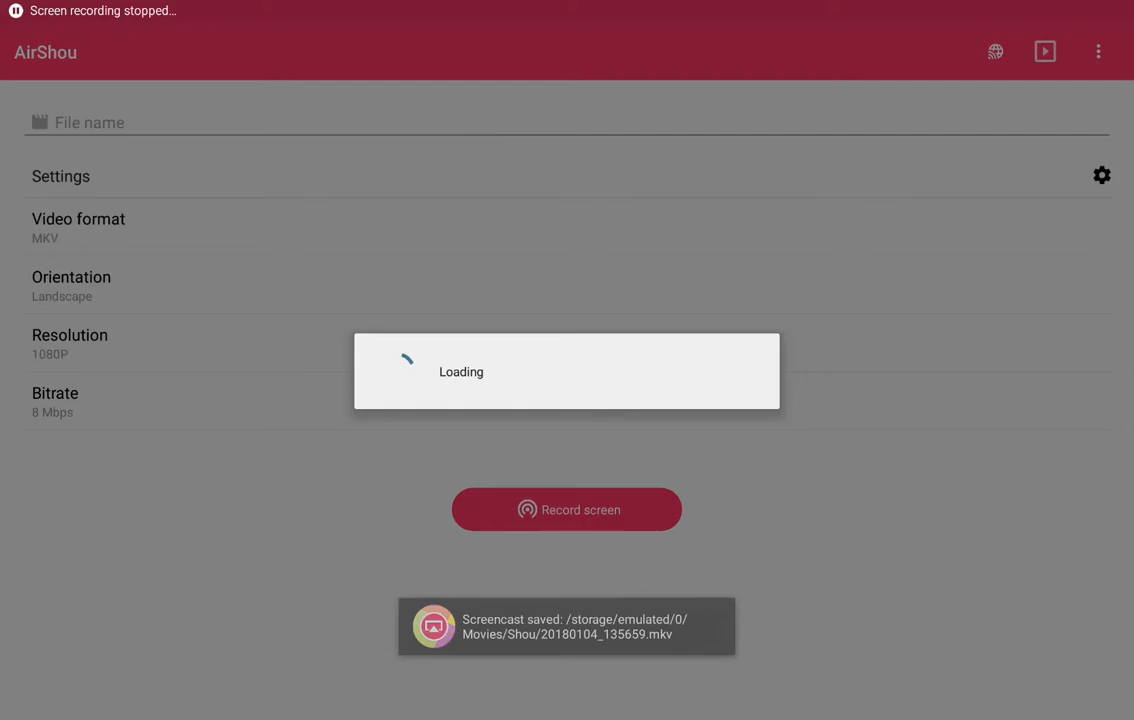 Screen recording stopped...
AirShou
File name
Settings
Video format
MKV
Orientation
Landscape
Resolution
1080P
Loading
Bitrate
8 Mbps
Record screen
Screencast saved: /storage/emulated/0/
Movies/Shou/20180104_135659.mkv